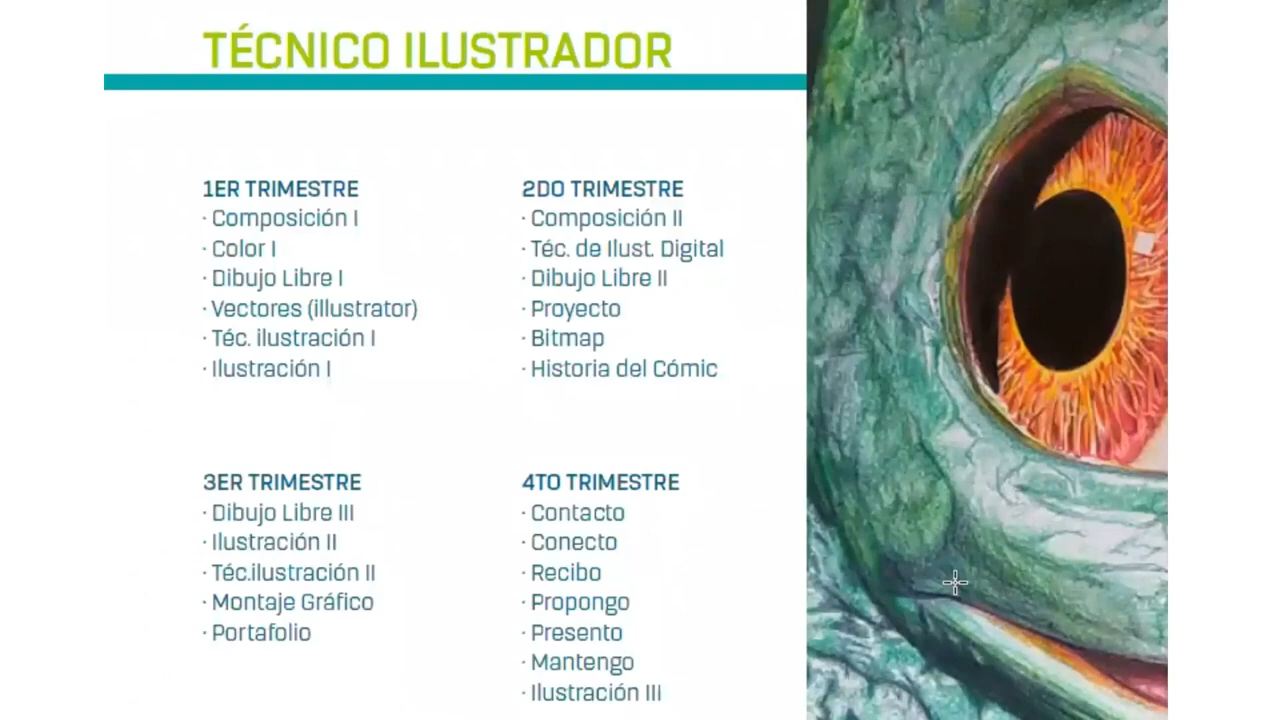 TÉCNICO ILUSTRADOR
1ER TRIMESTRE
· Composición I
· Color I
· Dibujo Libre I
· Vectores (illustrator)
· Téc. ilustración I
· Ilustración I
2DO TRIMESTRE
· Composición II
· Téc. de Ilust. Digital
· Dibujo Libre II
· Proyecto
· Bitmap
· Historia del Cómic
3ER TRIMESTRE
· Dibujo Libre III
· Ilustración II
· Téc.ilustración II
· Montaje Gráfico
· Portafolio
4TO TRIMESTRE
· Contacto
· Conecto
· Recibo
· Propongo
· Presento
· Mantengo
· Ilustración III